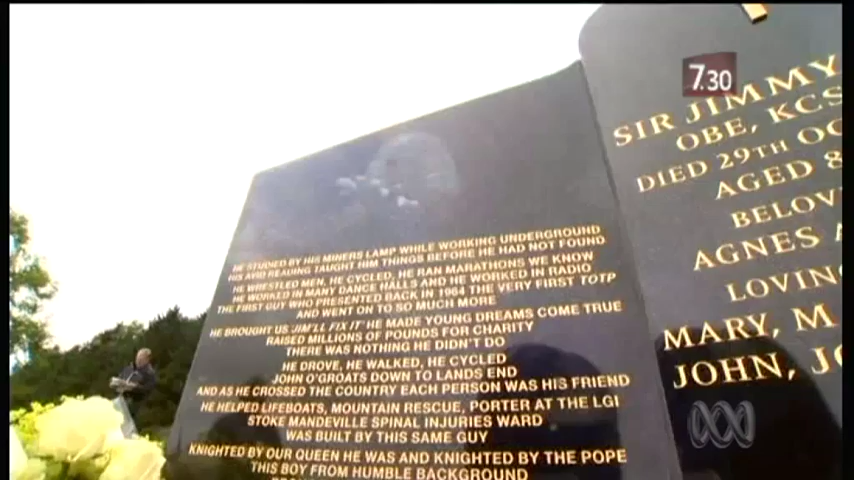 7.30
HE STUDIED BY HIS MINERS LAMP WHILE WORKING UNDERGROUND
HIS AVID READING TAUGHT HIM THINGS BEFORE HE HAD NOT FOUND
HE WRESTLED MEN, HE CYCLED, HE RAN MARATHONS WE KNOW
HE WORKED IN MANY DANCE HALLS AND HE WORKED IN RADIO
THE FIRST GUY WHO PRESENTED BACK IN 1964 THE VERY FIRST TOTP
AND WENT ON TO SO MUCH MORE
HE BROUGHT US 'JIM'LL FIX IT' HE MADE YOUNG DREAMS COME TRUE
RAISED MILLIONS OF POUNDS FOR CHARITY
THERE WAS NOTHING HE DIDN'T DO
HE DROVE, HE WALKED, HE CYCLED
JOHN O'GROATS DOWN TO LANDS END
AND AS HE CROSSED THE COUNTRY EACH PERSON WAS HIS FRIEND
HE HELPED LIFEBOATS, MOUNTAIN RESCUE, PORTER AT THE LGI
STOKE MANDEVILLE SPINAL INJURIES WARD
WAS BUILT BY THIS SAME GUY
KNIGHTED BY OUR QUEEN HE WAS AND KNIGHTED BY THE POPE
THIS BOY FROM HUMBLE BACKGROUND
SIR JIMMY
OBE, KCS
DIED 29TH OC
AGED 8
BELOV
AGNES A
LOVING
MARY, M
JOHN, JO